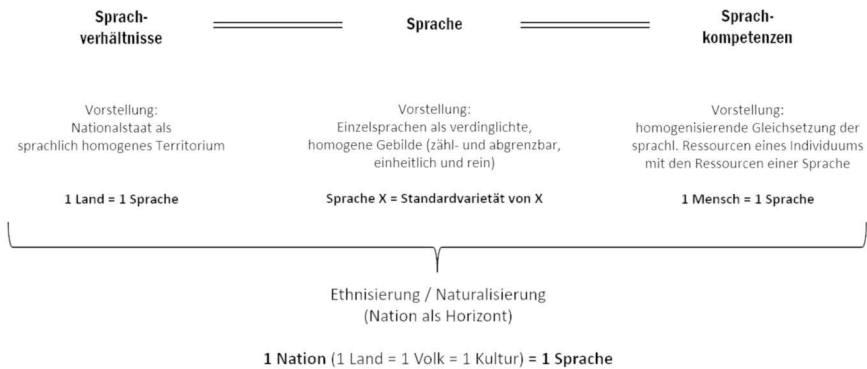 Sprach-
verhältnisse
Sprache
Sprach-
kompetenzen
Vorstellung:
Nationalstaat als
sprachlich homogenes Territorium
1 Land = 1 Sprache
Vorstellung:
Einzelsprachen als verdinglichte,
homogene Gebilde (zähl- und abgrenzbar,
einheitlich und rein)
Sprache X = Standardvarietät von X
Vorstellung:
homogenisierende Gleichsetzung der
sprachl. Ressourcen eines Individuums
mit den Ressourcen einer Sprache
1 Mensch = 1 Sprache
Ethnisierung / Naturalisierung
(Nation als Horizont)
1 Nation (1 Land = 1 Volk = 1 Kultur) = 1 Sprache